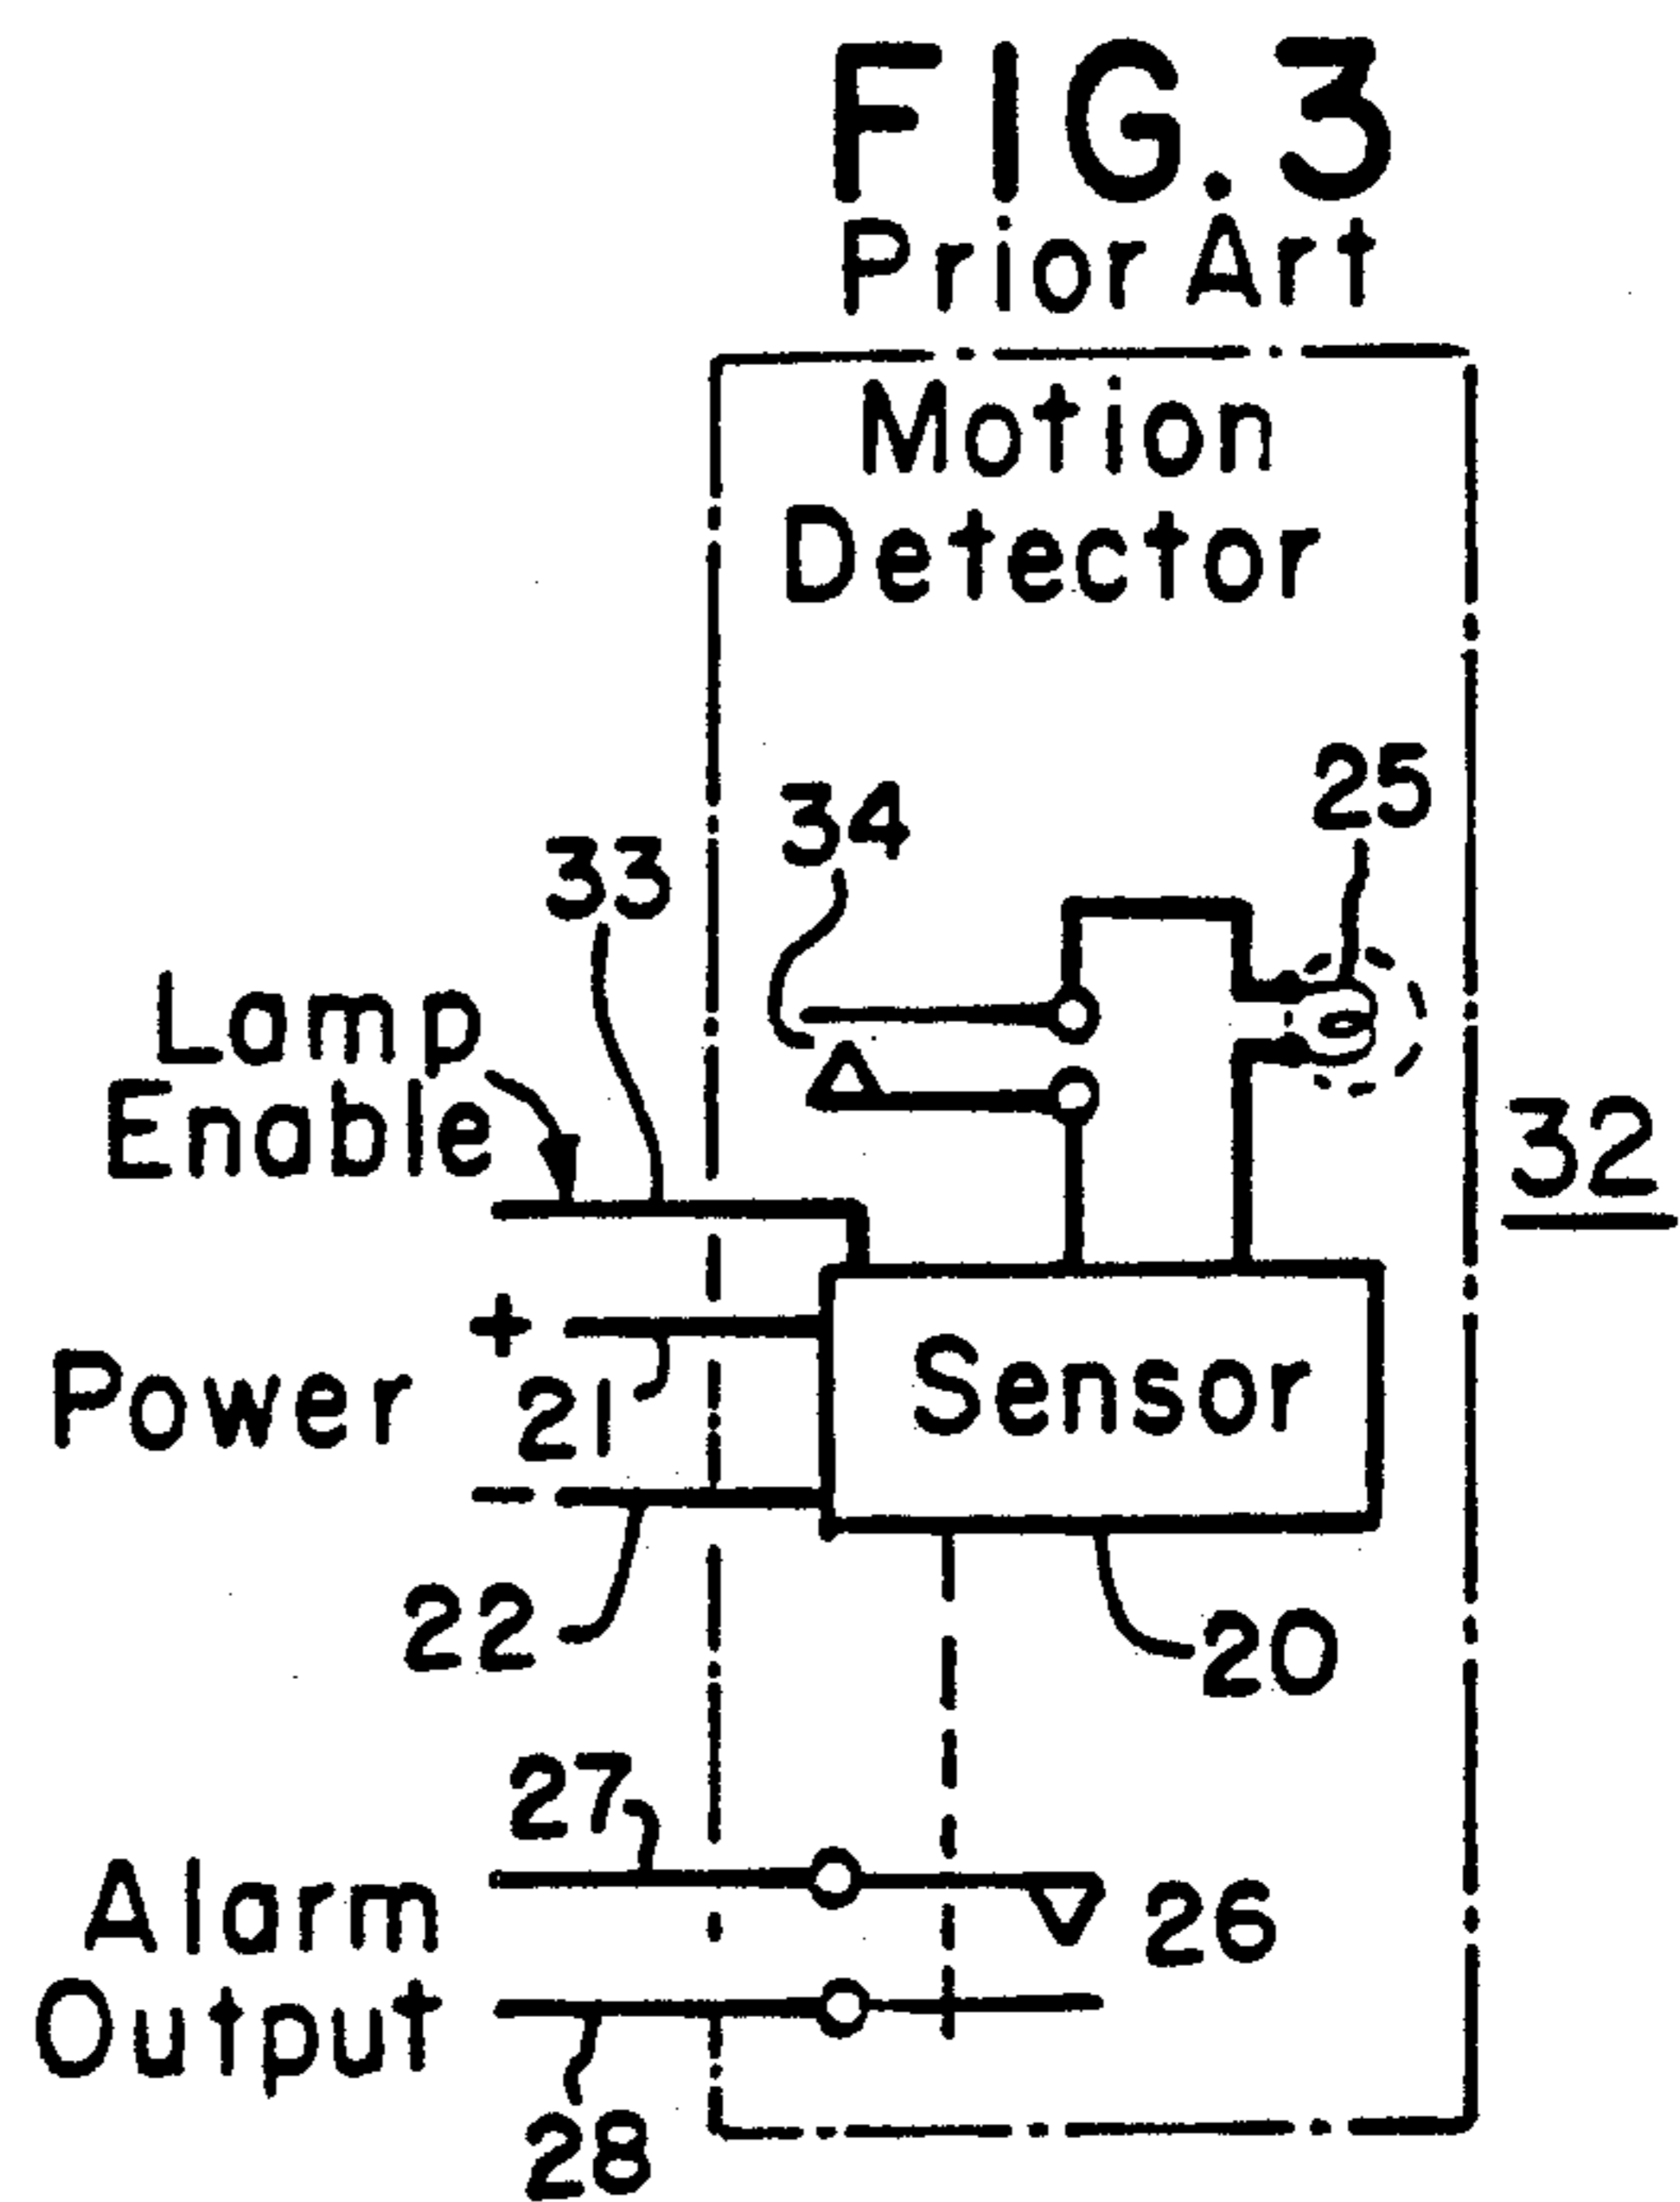 FIG.3
Prior Art
Motion
Detector
25
34
33
Lamp
Enable
32
+
Power
21
Sensor
-
22
20
27
Alarm
Output
26
28